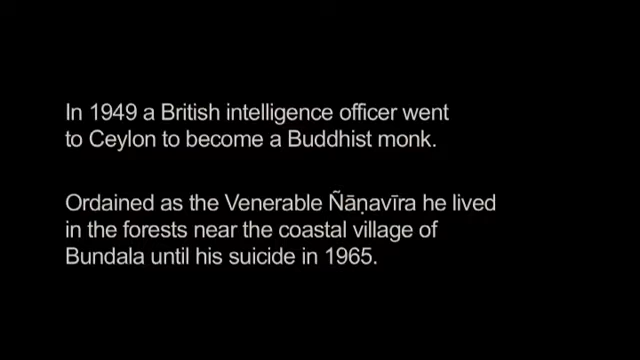 In 1949 a British intelligence officer went
to Ceylon to become a Buddhist monk.
Ordained as the Venerable Ñāṇavīra he lived
in the forests near the coastal village of
Bundala until his suicide in 1965.